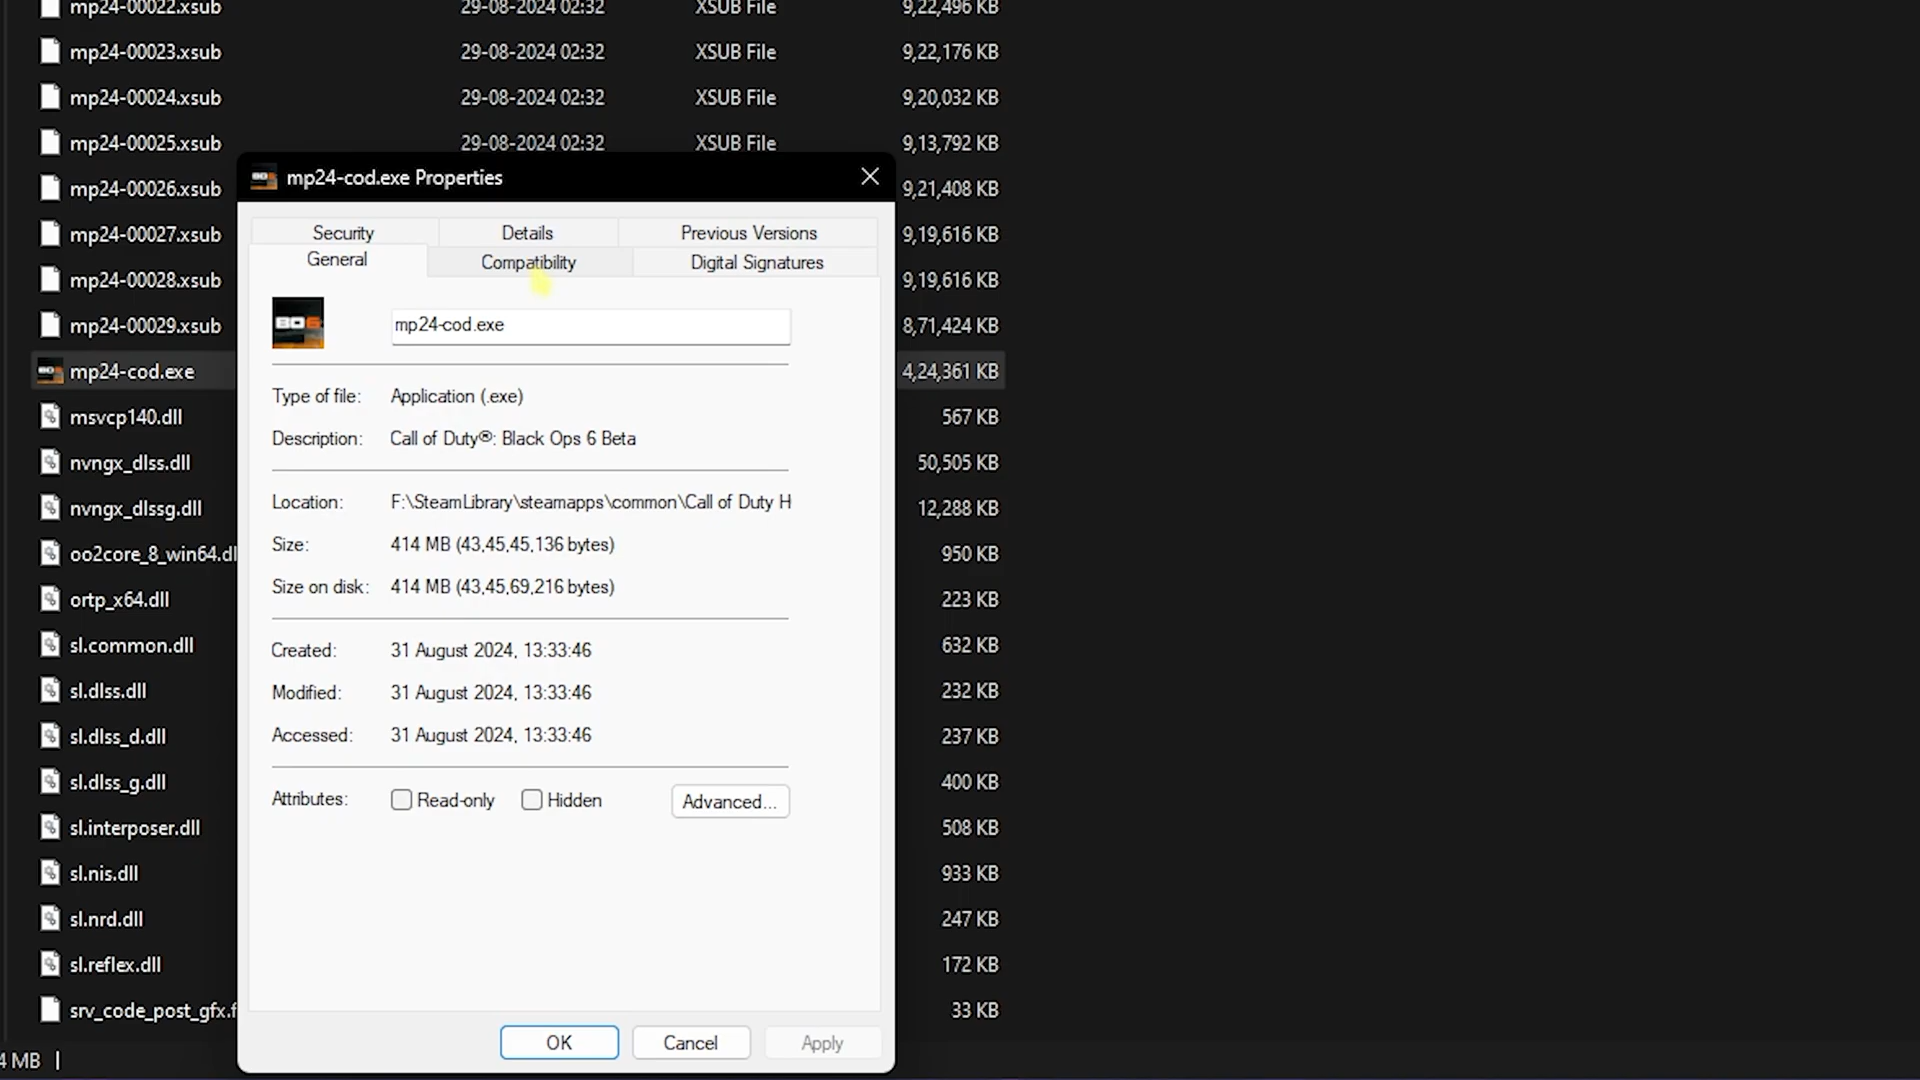 mp24-00022.xsub 29-08-2024 02:32 XSUB File 9,22,496 KB
mp24-00023.xsub 29-08-2024 02:32 XSUB File 9,22,176 KB
mp24-00024.xsub 29-08-2024 02:32 XSUB File 9,20,032 KB
mp24-00025.xsub 29-08-2024 02:32 XSUB File 9,13,792 KB
mp24-00026.xsub 9,21,408 KB
mp24-00027.xsub 9,19,616 KB
mp24-00028.xsub 9,19,616 KB
mp24-00029.xsub 8,71,424 KB
mp24-cod.exe 4,24,361 KB
msvcp140.dll 567 KB
nvngx_dlss.dll 50,505 KB
nvngx_dlssg.dll 12,288 KB
oo2core_8_win64.dl 950 KB
ortp_x64.dll 223 KB
sl.common.dll 632 KB
sl.dlss.dll 232 KB
sl.dlss_d.dll 237 KB
sl.dlss_g.dll 400 KB
sl.interposer.dll 508 KB
sl.nis.dll 933 KB
sl.nrd.dll 247 KB
sl.reflex.dll 172 KB
srv_code_post_gfx.f 33 KB
4 MB
mp24-cod.exe Properties
Security Details Previous Versions
General Compatibility Digital Signatures
BO6
mp24-cod.exe
Type of file: Application (.exe)
Description: Call of Duty®: Black Ops 6 Beta
Location: F:\SteamLibrary\steamapps\common\Call of Duty H
Size: 414 MB (43,45,45,136 bytes)
Size on disk: 414 MB (43,45,69,216 bytes)
Created: 31 August 2024, 13:33:46
Modified: 31 August 2024, 13:33:46
Accessed: 31 August 2024, 13:33:46
Attributes: Read-only Hidden Advanced...
OK Cancel Apply